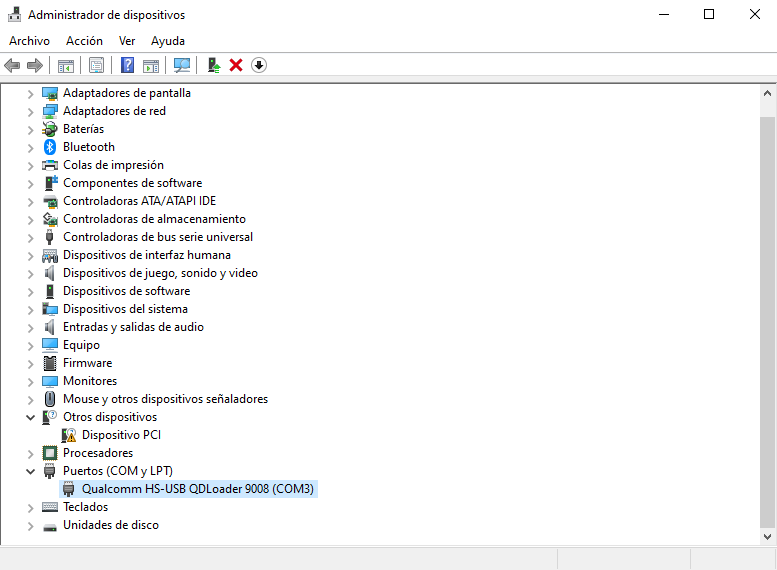 Administrador de dispositivos
Archivo Acción Ver Ayuda
Adaptadores de pantalla
Adaptadores de red
Baterías
Bluetooth
Colas de impresión
Componentes de software
Controladoras ATA/ATAPI IDE
Controladoras de almacenamiento
Controladoras de bus serie universal
Dispositivos de interfaz humana
Dispositivos de juego, sonido y video
Dispositivos de software
Dispositivos del sistema
Entradas y salidas de audio
Equipo
Firmware
Monitores
Mouse y otros dispositivos señaladores
Otros dispositivos
Dispositivo PCI
Procesadores
Puertos (COM y LPT)
Qualcomm HS-USB QDLoader 9008 (COM3)
Teclados
Unidades de disco